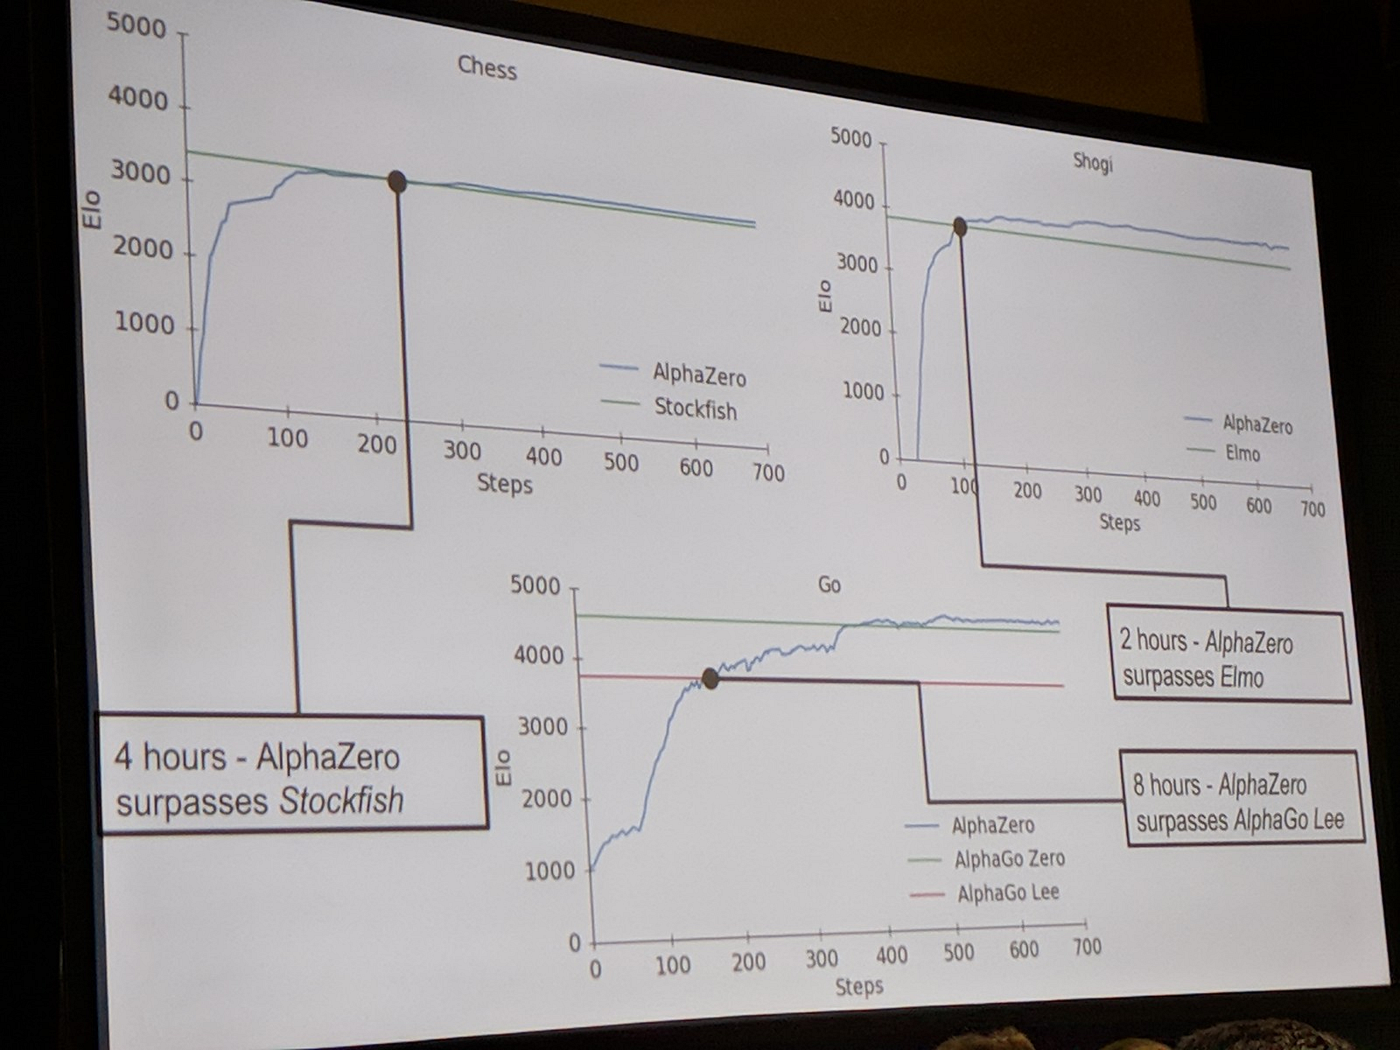 Chess
5000
4000
3000
2000
1000
0
Elo
0 100 200 300 400 500 600 700
Steps
AlphaZero
Stockfish
Shogi
5000
4000
3000
2000
1000
0
Elo
0 100 200 300 400 500 600 700
Steps
AlphaZero
Elmo
Go
5000
4000
3000
2000
1000
0
Elo
0 100 200 300 400 500 600 700
Steps
AlphaZero
AlphaGo Zero
AlphaGo Lee
4 hours - AlphaZero
surpasses Stockfish
2 hours - AlphaZero
surpasses Elmo
8 hours - AlphaZero
surpasses AlphaGo Lee